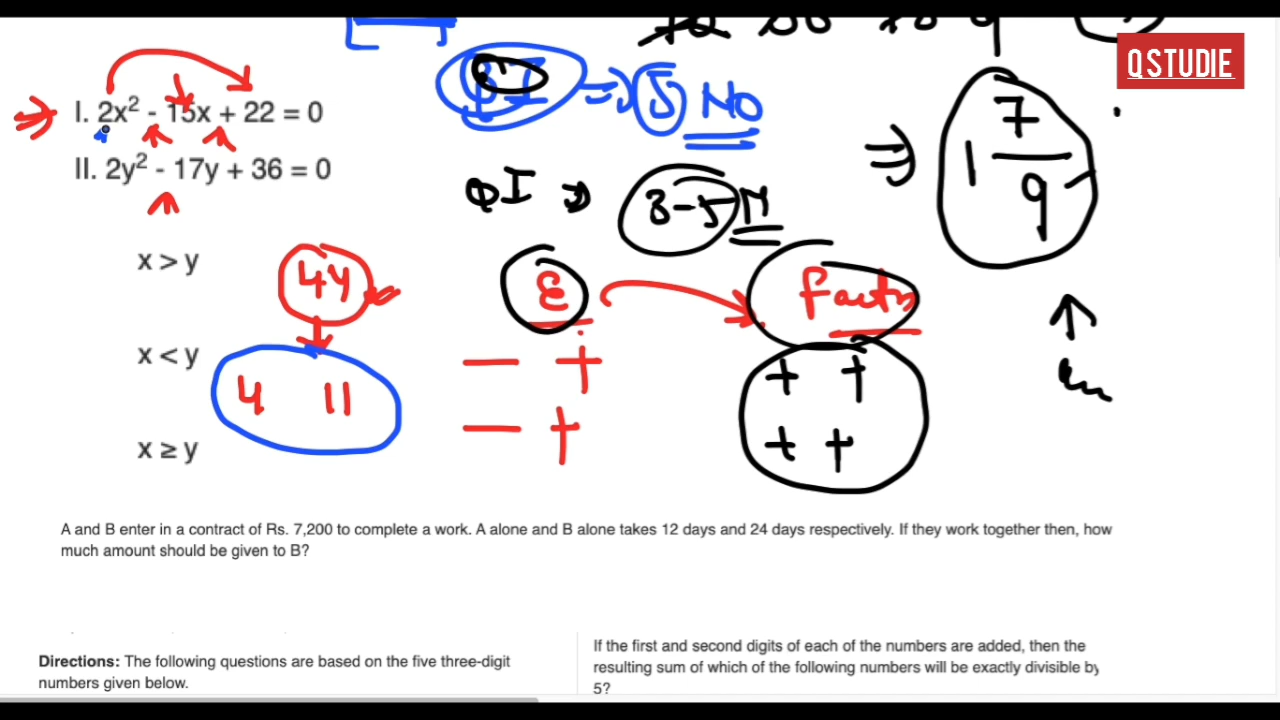 QSTUDIE
I. 2x² - 15x + 22 = 0
II. 2y² - 17y + 36 = 0
⇒ 5 NO
⇒ 1 7/9
QI ⇒ 3-5 M
x > y
44
E
x < y
4 11
- +
+ +
- +
+ +
x ≥ y
A and B enter in a contract of Rs. 7,200 to complete a work. A alone and B alone takes 12 days and 24 days respectively. If they work together then, how
much amount should be given to B?
Directions: The following questions are based on the five three-digit
numbers given below.
If the first and second digits of each of the numbers are added, then the
resulting sum of which of the following numbers will be exactly divisible by
5?